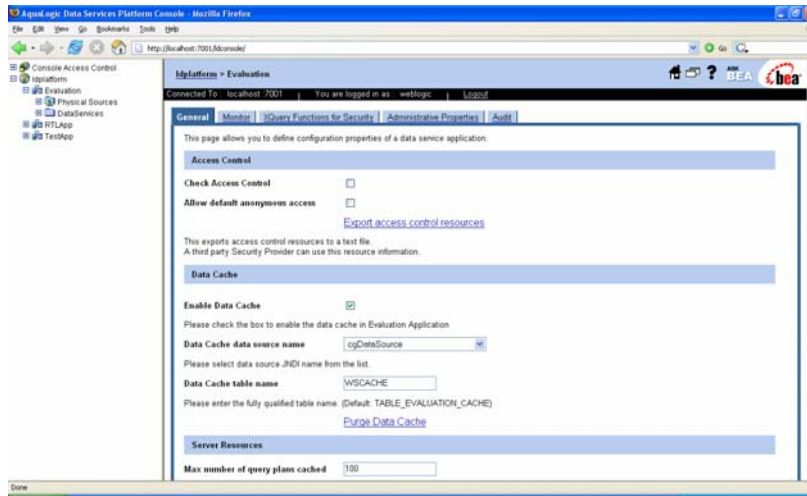 AquaLogic Data Services Platform Console - Mozilla Firefox
File Edit View Go Bookmarks Tools Help
http://localhost:7001/ldconsole/
Go
Console Access Control
ldplatform
Evaluation
Physical Sources
DataServices
RTLApp
TestApp
ldplatform > Evaluation
ASK BEA
bea
Connected To : localhost :7001 | You are logged in as : weblogic | Logout
General Monitor XQuery Functions for Security Administrative Properties Audit
This page allows you to define configuration properties of a data service application.
Access Control
Check Access Control
Allow default anonymous access
Export access control resources
This exports access control resources to a text file.
A third party Security Provider can use this resource information.
Data Cache
Enable Data Cache
Please check the box to enable the data cache in Evaluation Application
Data Cache data source name cgDataSource
Please select data source JNDI name from the list.
Data Cache table name WSCACHE
Please enter the fully qualified table name. (Default: TABLE_EVALUATION_CACHE)
Purge Data Cache
Server Resources
Max number of query plans cached 100
Done